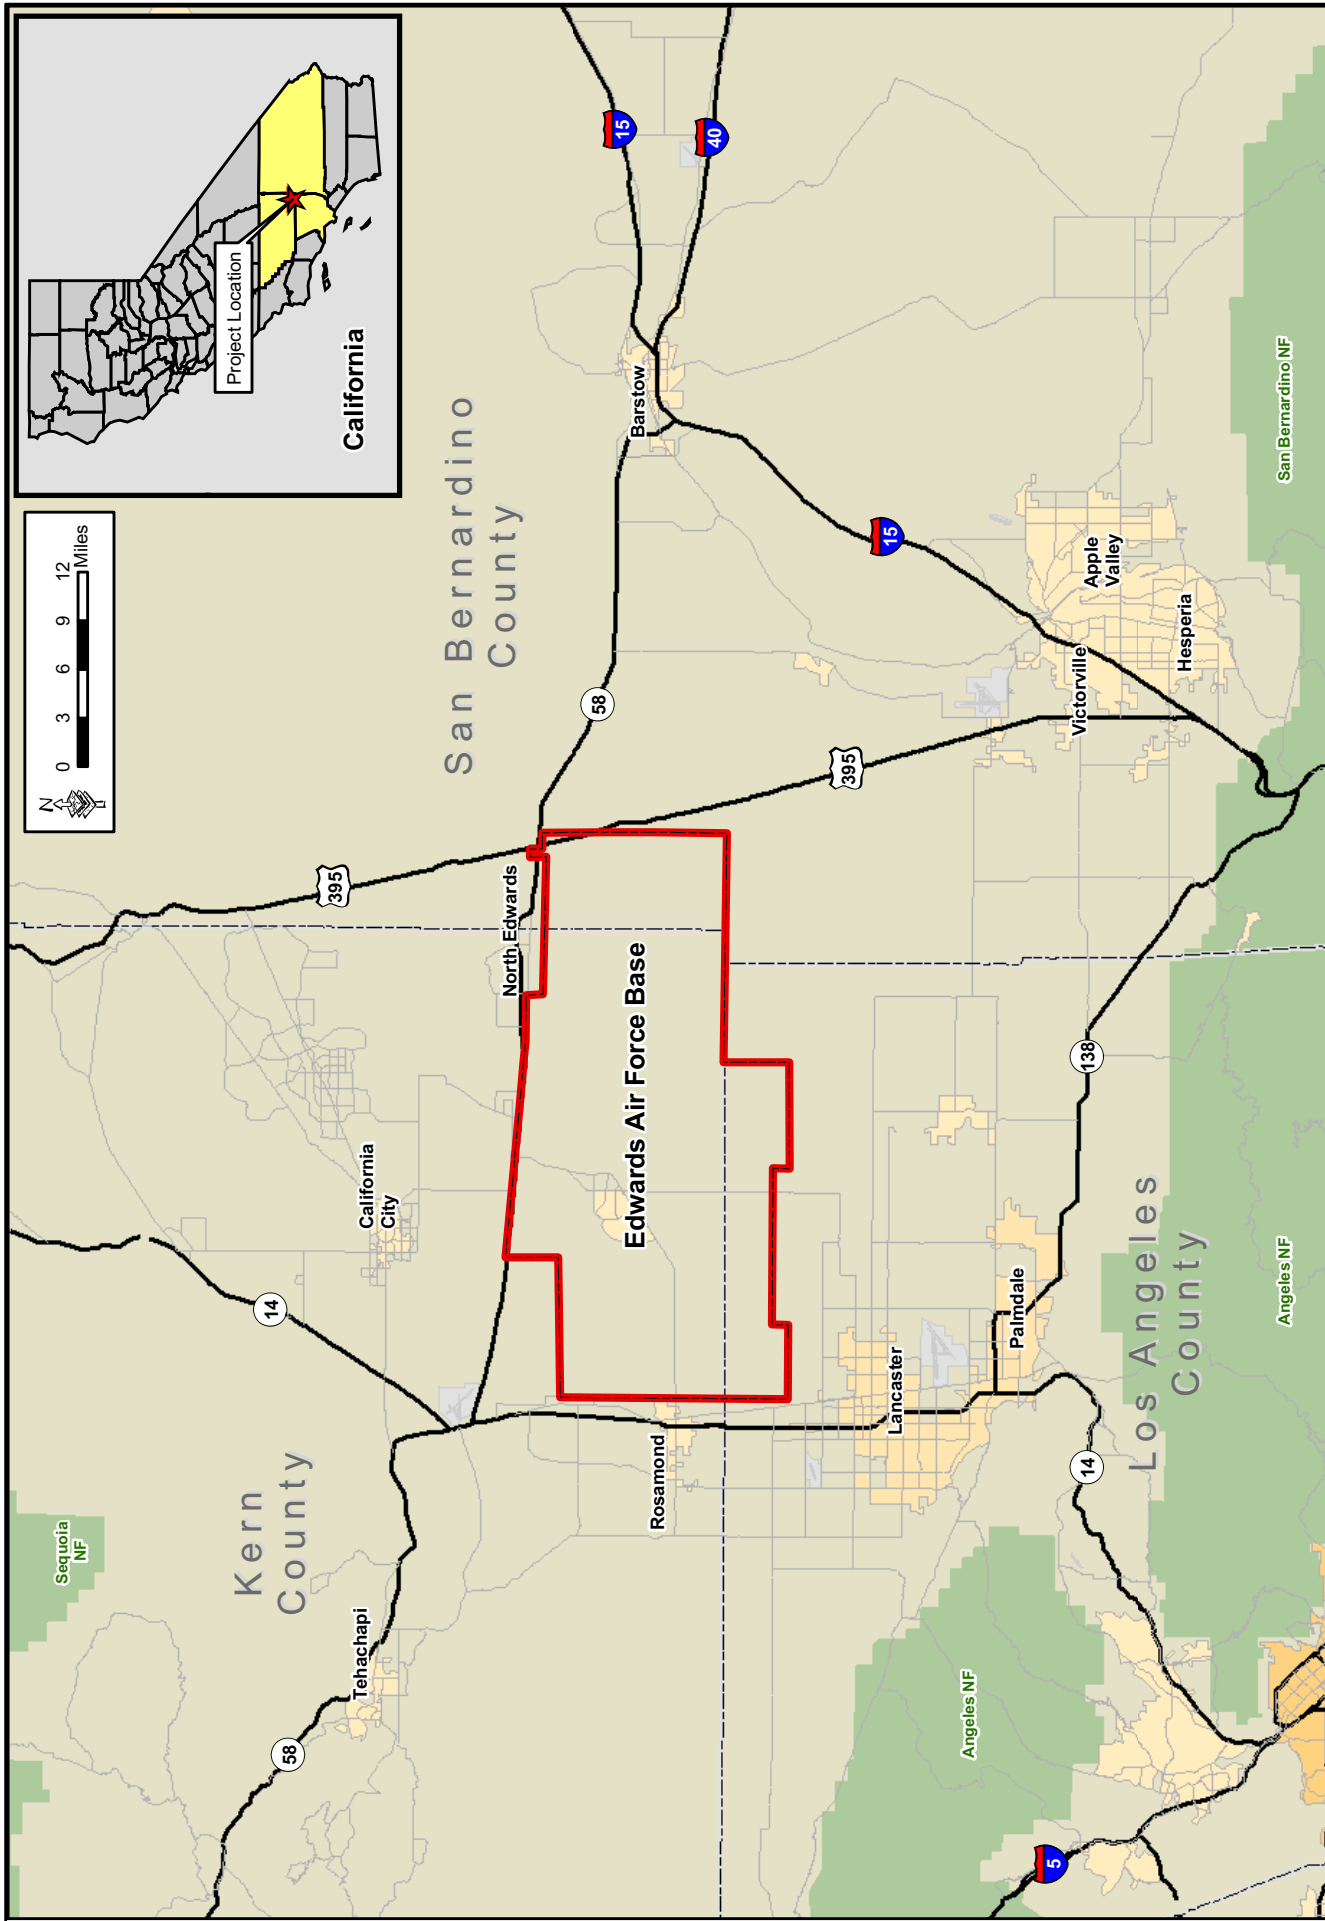 California
Project Location
N
0 3 6 9 12
Miles
San Bernardino
County
Kern
County
Los Angeles
County
Sequoia
NF
Tehachapi
58
14
California
City
395
North Edwards
58
Edwards Air Force Base
Rosamond
Lancaster
Palmdale
Barstow
15
40
15
395
Victorville
Apple
Valley
Hesperia
138
14
5
Angeles NF
Angeles NF
San Bernardino NF